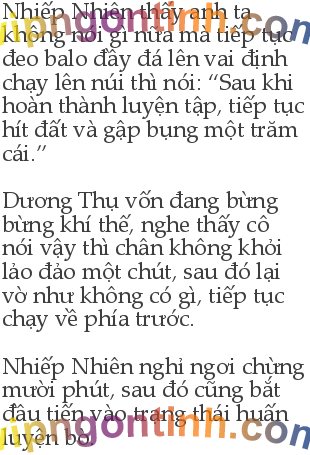 Nhiếp Nhiên thấy anh ta
không nói gì nữa mà tiếp tục
đeo balo đầy đá lên vai định
chạy lên núi thì nói: “Sau khi
hoàn thành luyện tập, tiếp tục
hít đất và gập bụng một trăm
cái.”
Dương Thụ vốn đang bừng
bừng khí thế, nghe thấy cô
nói vậy thì chân không khỏi
lảo đảo một chút, sau đó lại
vờ như không có gì, tiếp tục
chạy về phía trước.
Nhiếp Nhiên nghỉ ngơi chừng
mười phút, sau đó cũng bắt
đầu tiến vào trạng thái huấn
luyện bơi
vipngontinh.com
vipngontinh.com